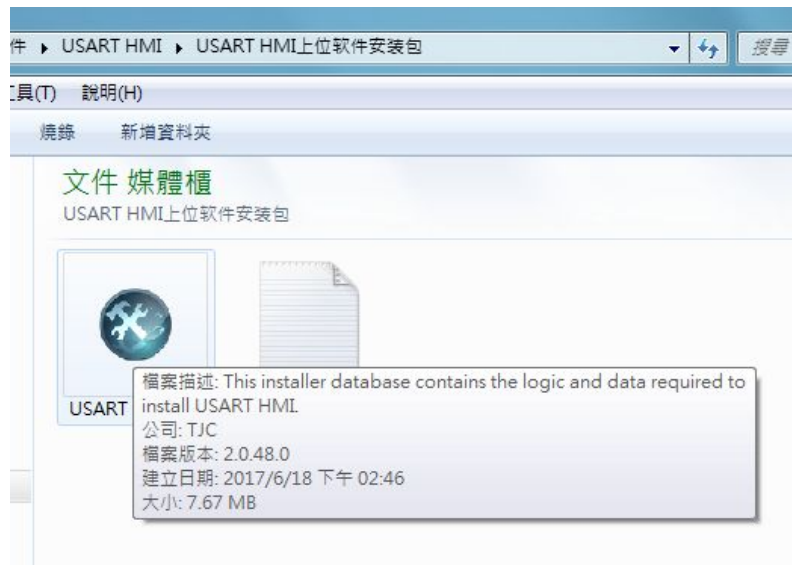 件 ▸ USART HMI ▸ USART HMI上位软件安装包
搜尋
具(T) 說明(H)
燒錄 新增資料夾
文件 媒體櫃
USART HMI上位软件安装包
USART
檔案描述: This installer database contains the logic and data required to
install USART HMI.
公司: TJC
檔案版本: 2.0.48.0
建立日期: 2017/6/18 下午 02:46
大小: 7.67 MB